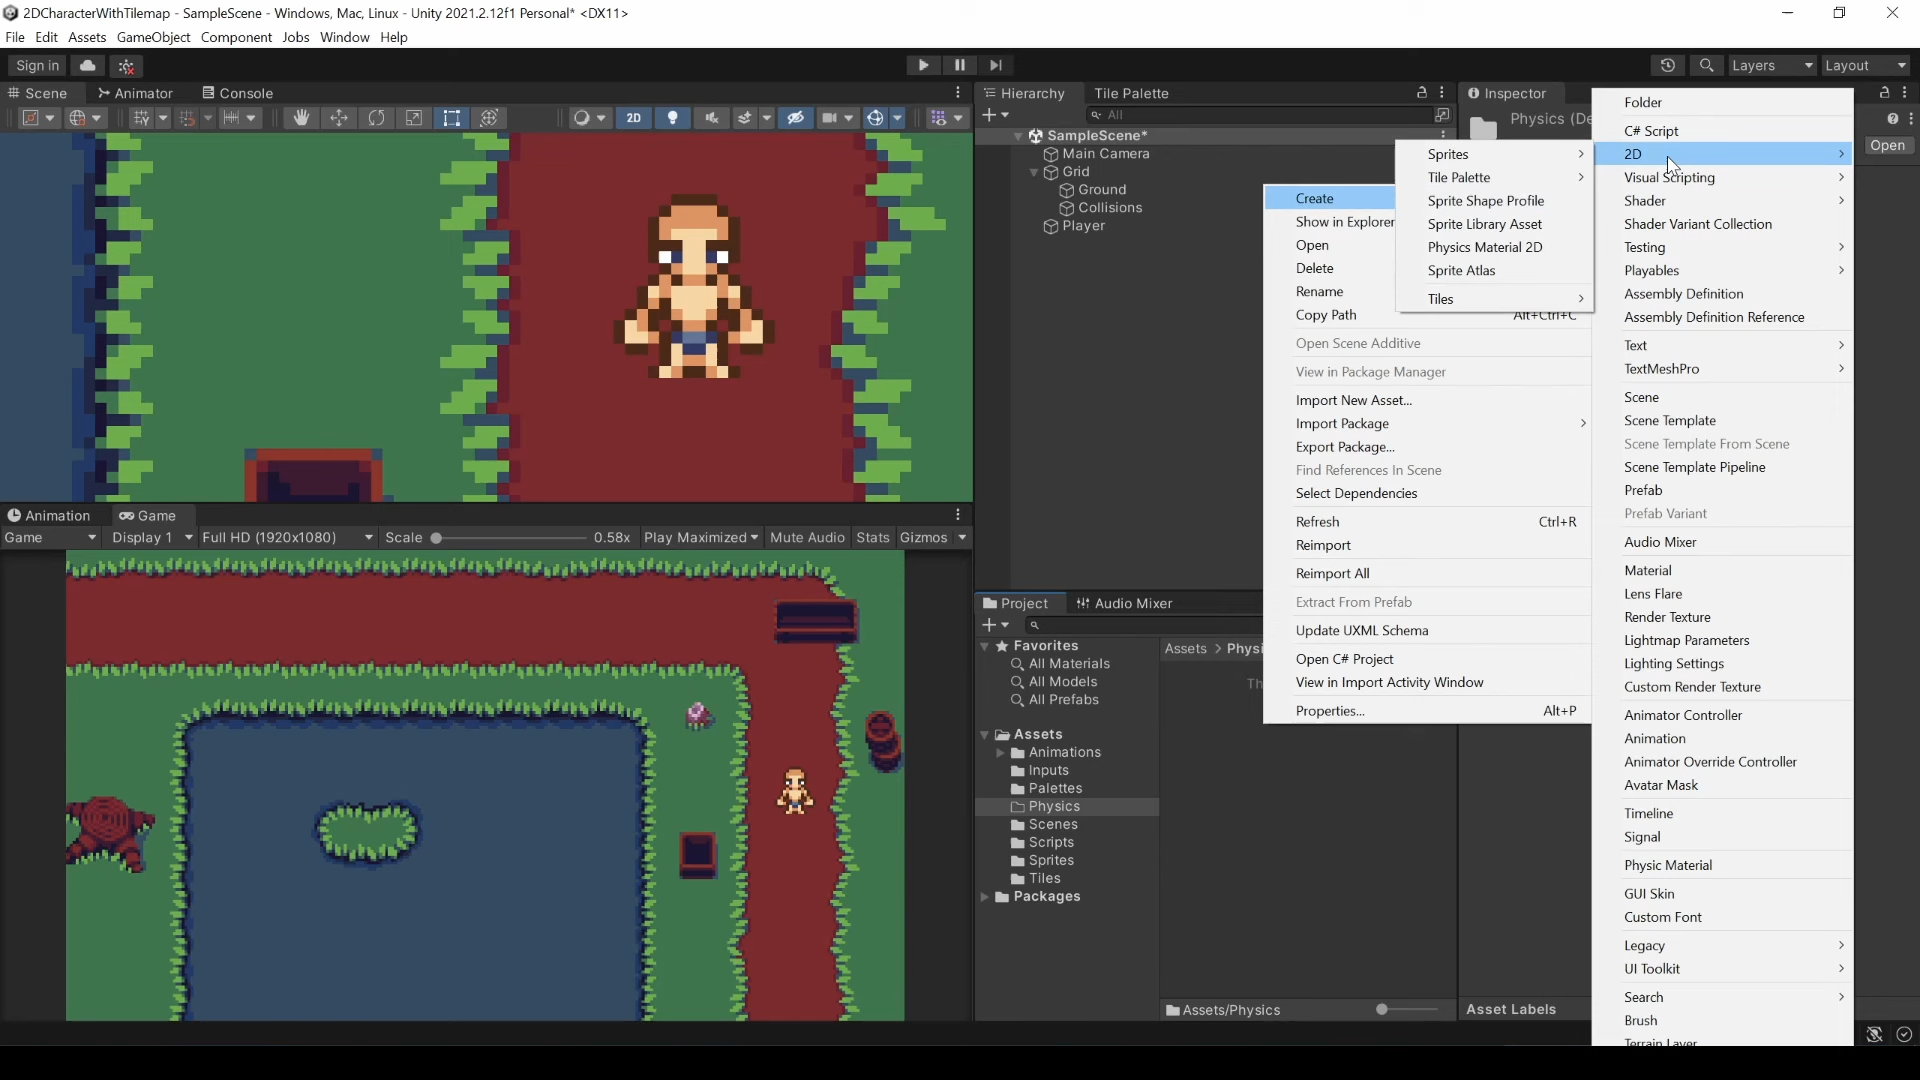 2DCharacterWithTilemap - SampleScene - Windows, Mac, Linux - Unity 2021.2.12f1 Personal* <DX11>
File Edit Assets GameObject Component Jobs Window Help
Sign in
Layers
Layout
Scene
Animator
Console
2D
Animation
Game
Game
Display 1
Full HD (1920x1080)
Scale
0.58x
Play Maximized
Mute Audio
Stats
Gizmos
Hierarchy
Tile Palette
All
SampleScene*
Main Camera
Grid
Ground
Collisions
Player
Project
Audio Mixer
Favorites
All Materials
All Models
All Prefabs
Assets
Animations
Inputs
Palettes
Physics
Scenes
Scripts
Sprites
Tiles
Packages
Assets > Physi
Th
Assets/Physics
Create
Show in Explorer
Open
Delete
Rename
Copy Path Alt+Ctrl+C
Open Scene Additive
View in Package Manager
Import New Asset...
Import Package
Export Package...
Find References In Scene
Select Dependencies
Refresh Ctrl+R
Reimport
Reimport All
Extract From Prefab
Update UXML Schema
Open C# Project
View in Import Activity Window
Properties... Alt+P
Sprites
Tile Palette
Sprite Shape Profile
Sprite Library Asset
Physics Material 2D
Sprite Atlas
Tiles
Inspector
Physics (De
Open
Asset Labels
Folder
C# Script
2D
Visual Scripting
Shader
Shader Variant Collection
Testing
Playables
Assembly Definition
Assembly Definition Reference
Text
TextMeshPro
Scene
Scene Template
Scene Template From Scene
Scene Template Pipeline
Prefab
Prefab Variant
Audio Mixer
Material
Lens Flare
Render Texture
Lightmap Parameters
Lighting Settings
Custom Render Texture
Animator Controller
Animation
Animator Override Controller
Avatar Mask
Timeline
Signal
Physic Material
GUI Skin
Custom Font
Legacy
UI Toolkit
Search
Brush
Terrain Layer